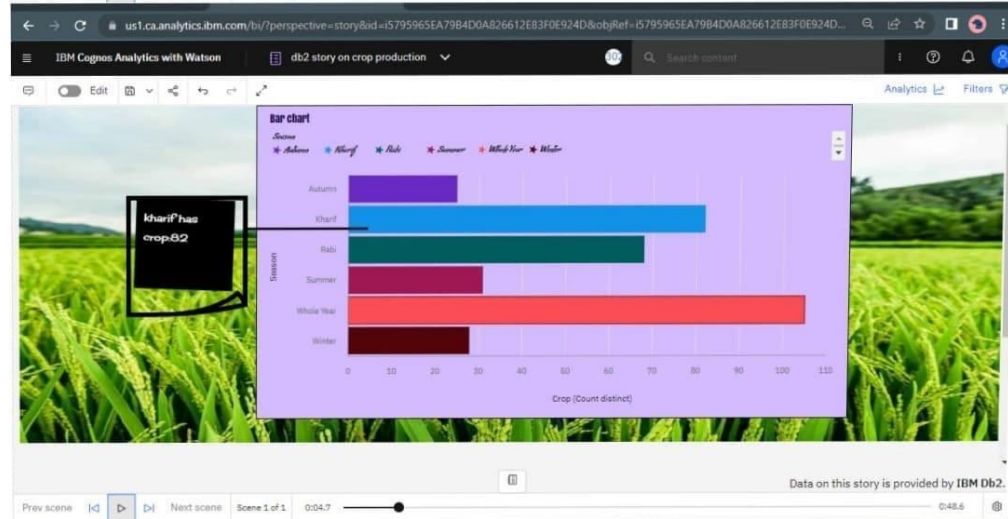 us1.ca.analytics.ibm.com/bi/?perspective=story&id=i5795965EA79B4D0A826612E83F0E924D&objRef=i5795965EA79B4D0A826612E83F0E924D...
IBM Cognos Analytics with Watson
db2 story on crop production
Search content
Edit
Analytics
Filters
Bar chart
Season
Autumn Kharif Rabi Summer Whole Year Winter
kharif has
crop:82
Season
Autumn
Kharif
Rabi
Summer
Whole Year
Winter
0 10 20 30 40 50 60 70 80 90 100 110
Crop (Count distinct)
Data on this story is provided by IBM Db2.
Prev scene
Next scene
Scene 1 of 1
0:04.7
0:48.6